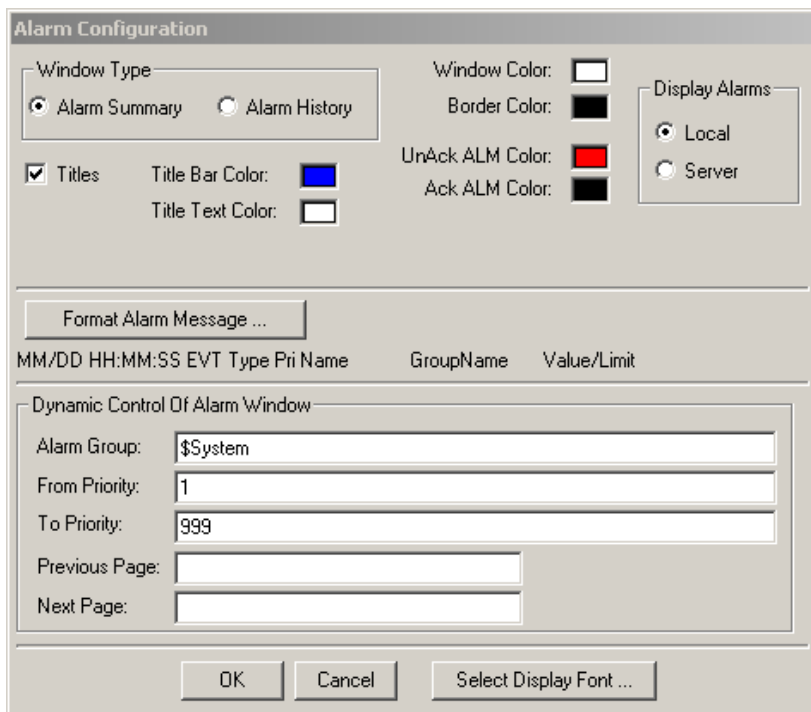 Alarm Configuration
Window Type
Alarm Summary
Alarm History
Window Color:
Border Color:
Display Alarms
Local
Server
Titles
Title Bar Color:
Title Text Color:
UnAck ALM Color:
Ack ALM Color:
Format Alarm Message ...
MM/DD HH:MM:SS EVT Type Pri Name GroupName Value/Limit
Dynamic Control Of Alarm Window
Alarm Group: $System
From Priority: 1
To Priority: 999
Previous Page:
Next Page:
OK
Cancel
Select Display Font ...